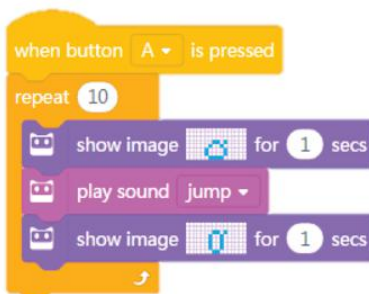 when button A is pressed
repeat 10
show image for 1 secs
play sound jump
show image for 1 secs